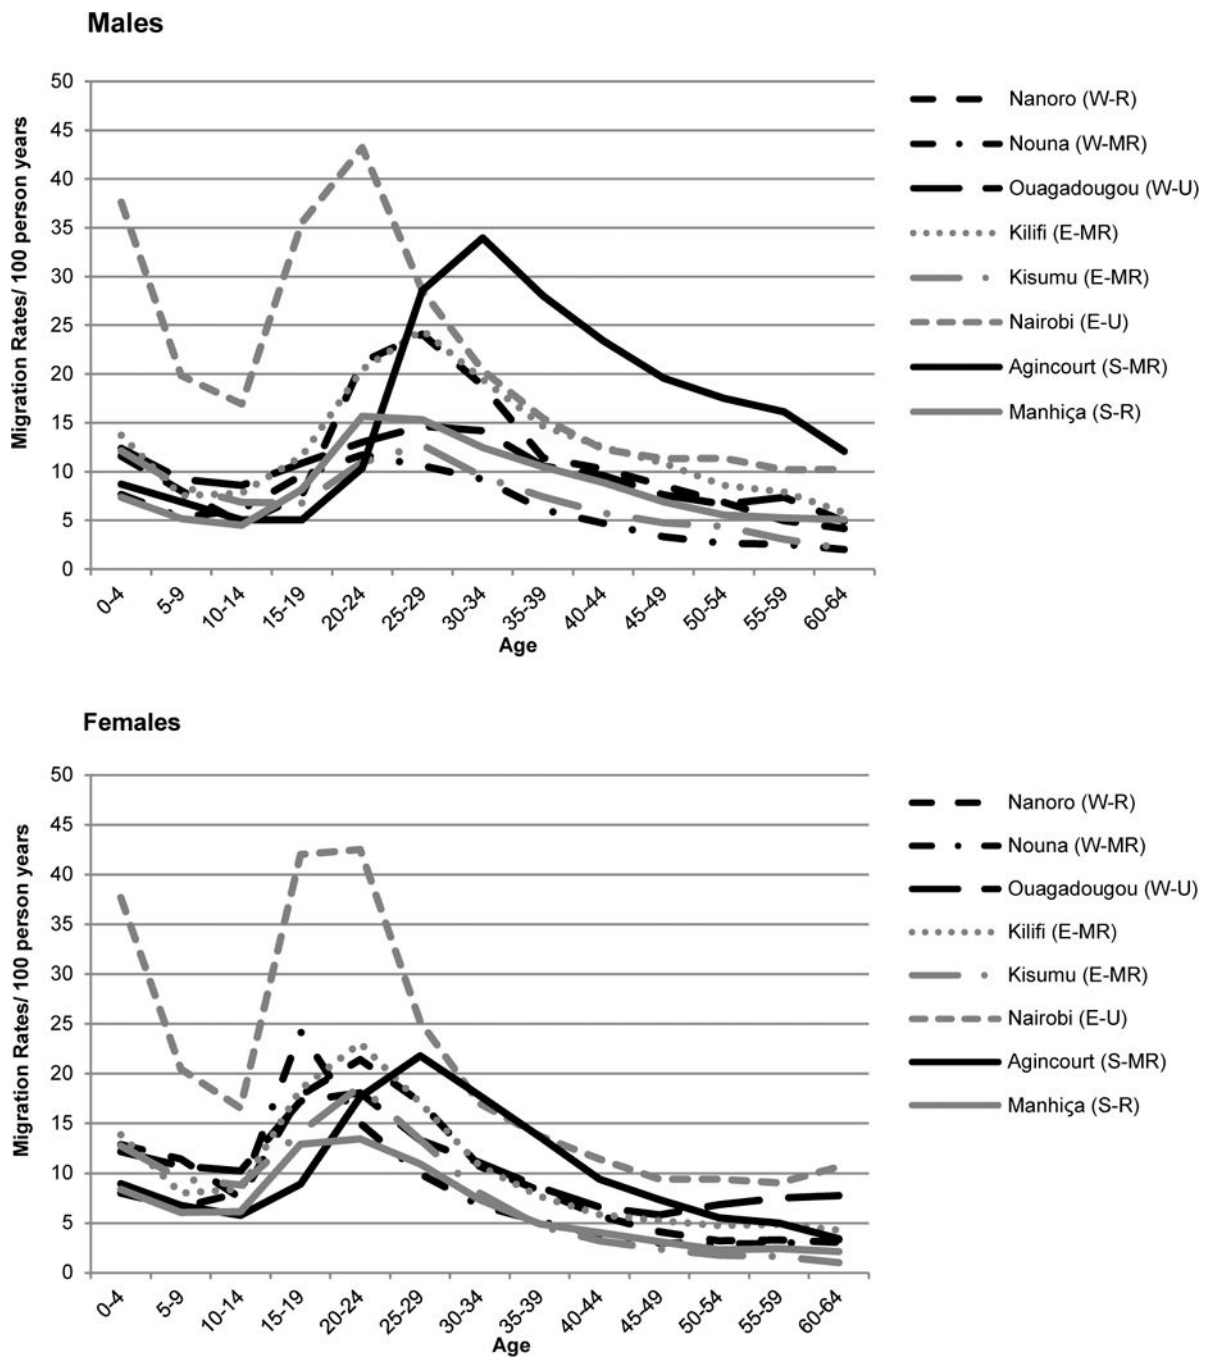 Males
Migration Rates/ 100 person years
50
45
40
35
30
25
20
15
10
5
0
0-4
5-9
10-14
15-19
20-24
25-29
30-34
35-39
40-44
45-49
50-54
55-59
60-64
Age
Nanoro (W-R)
Nouna (W-MR)
Ouagadougou (W-U)
Kilifi (E-MR)
Kisumu (E-MR)
Nairobi (E-U)
Agincourt (S-MR)
Manhiça (S-R)
Females
Migration Rates/ 100 person years
50
45
40
35
30
25
20
15
10
5
0
0-4
5-9
10-14
15-19
20-24
25-29
30-34
35-39
40-44
45-49
50-54
55-59
60-64
Age
Nanoro (W-R)
Nouna (W-MR)
Ouagadougou (W-U)
Kilifi (E-MR)
Kisumu (E-MR)
Nairobi (E-U)
Agincourt (S-MR)
Manhiça (S-R)